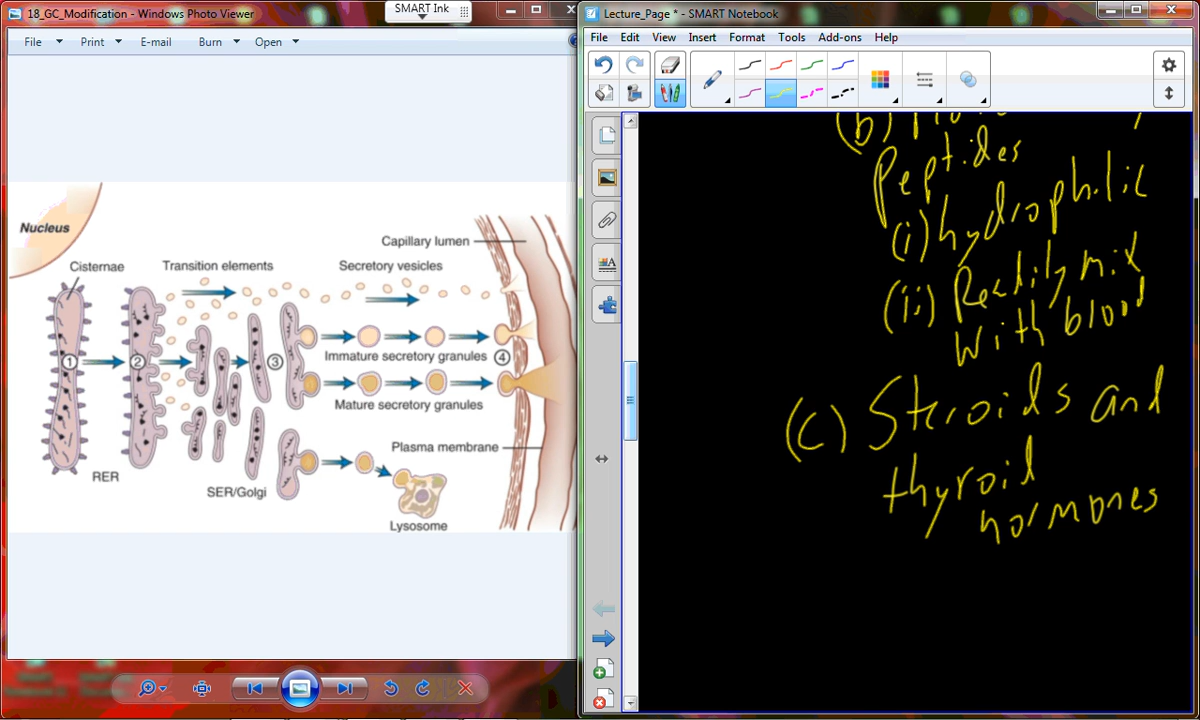 18_GC_Modification - Windows Photo Viewer
SMART Ink
File Print E-mail Burn Open
Nucleus
Cisternae
Transition elements
Secretory vesicles
Capillary lumen
1
2
3
4
Immature secretory granules
Mature secretory granules
Plasma membrane
RER
SER/Golgi
Lysosome
Lecture_Page * - SMART Notebook
File Edit View Insert Format Tools Add-ons Help
(b)
Peptides
(i) hydrophilic
(ii) Readily mix
with blood
(c) Steroids and
thyroid
hormones